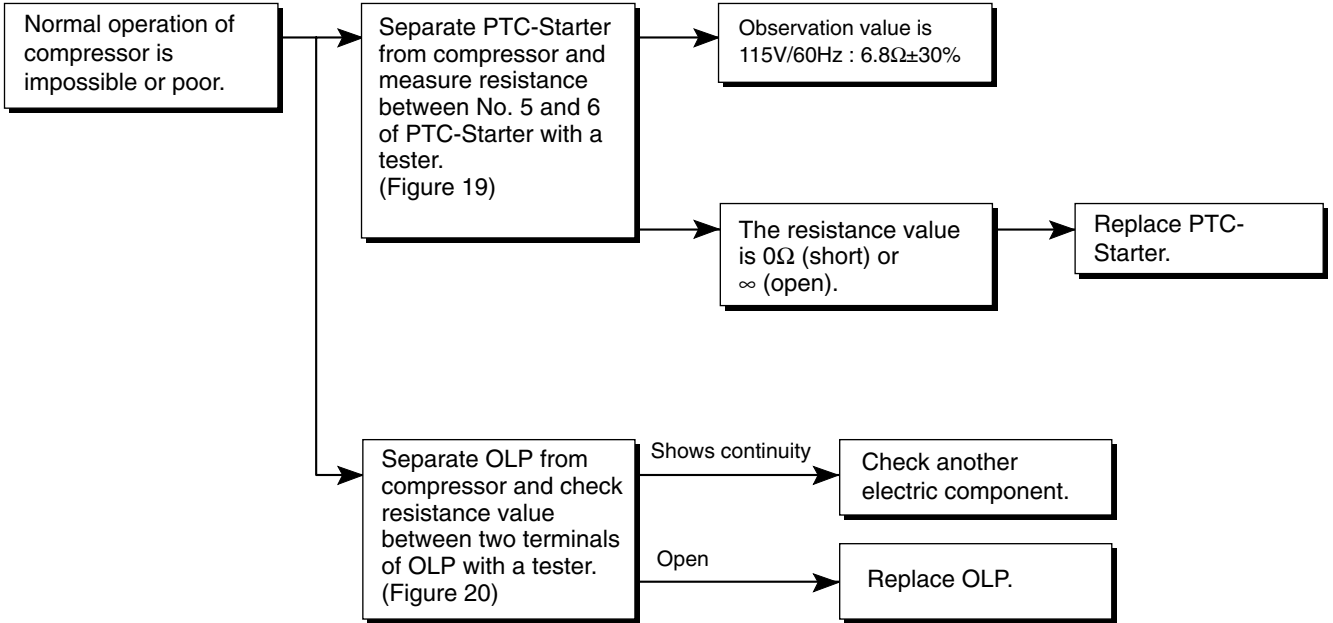 Normal operation of
compressor is
impossible or poor.
Separate PTC-Starter
from compressor and
measure resistance
between No. 5 and 6
of PTC-Starter with a
tester.
(Figure 19)
Observation value is
115V/60Hz : 6.8Ω±30%
The resistance value
is 0Ω (short) or
∞ (open).
Replace PTC-
Starter.
Separate OLP from
compressor and check
resistance value
between two terminals
of OLP with a tester.
(Figure 20)
Shows continuity
Check another
electric component.
Open
Replace OLP.